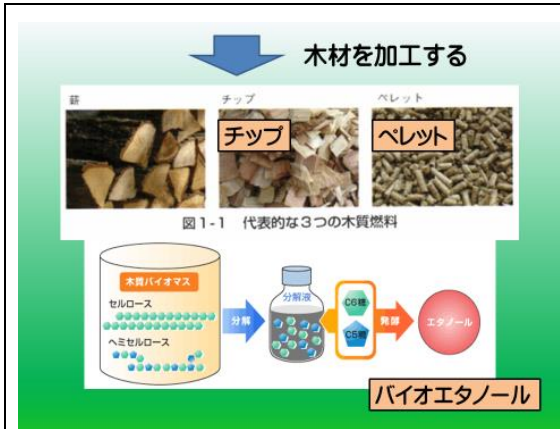 木材を加工する
薪
チップ
ペレット
チップ
ペレット
図1-1 代表的な3つの木質燃料
木質バイオマス
セルロース
ヘミセルロース
分解
分解液
C6糖
C5糖
発酵
エタノール
バイオエタノール